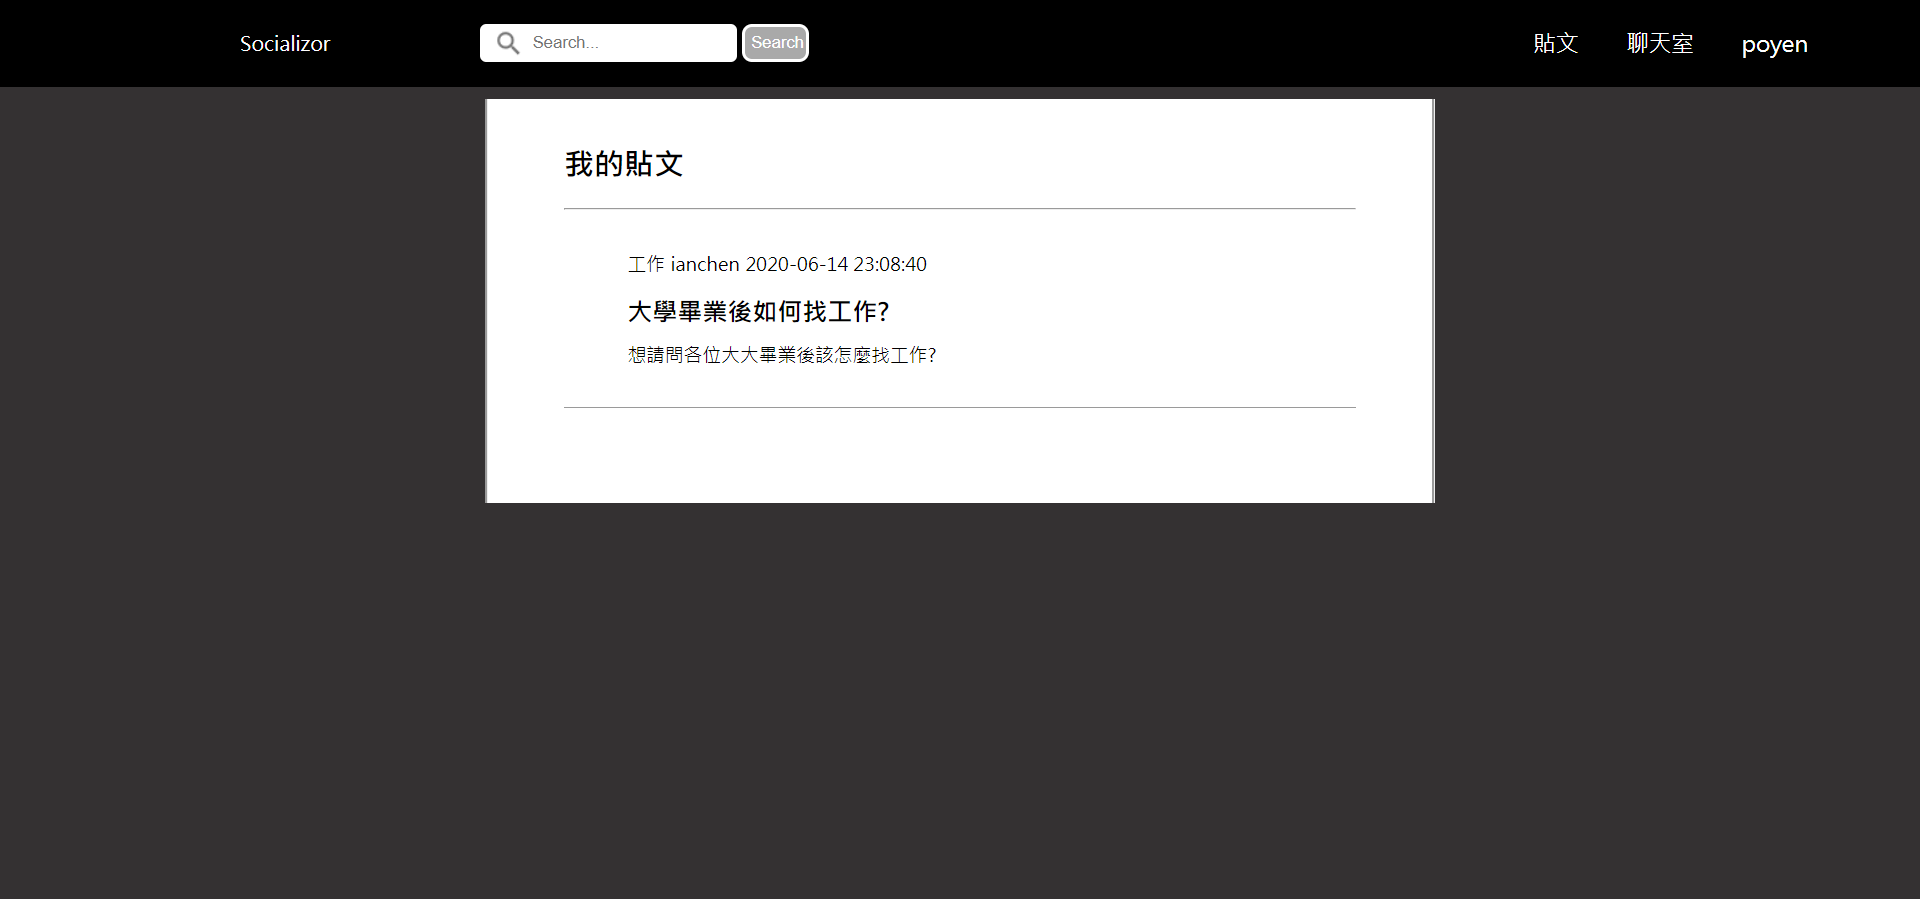 Socializor
Search...
Search
貼文
聊天室
poyen
我的貼文
工作 ianchen 2020-06-14 23:08:40
大學畢業後如何找工作?
想請問各位大大畢業後該怎麼找工作?